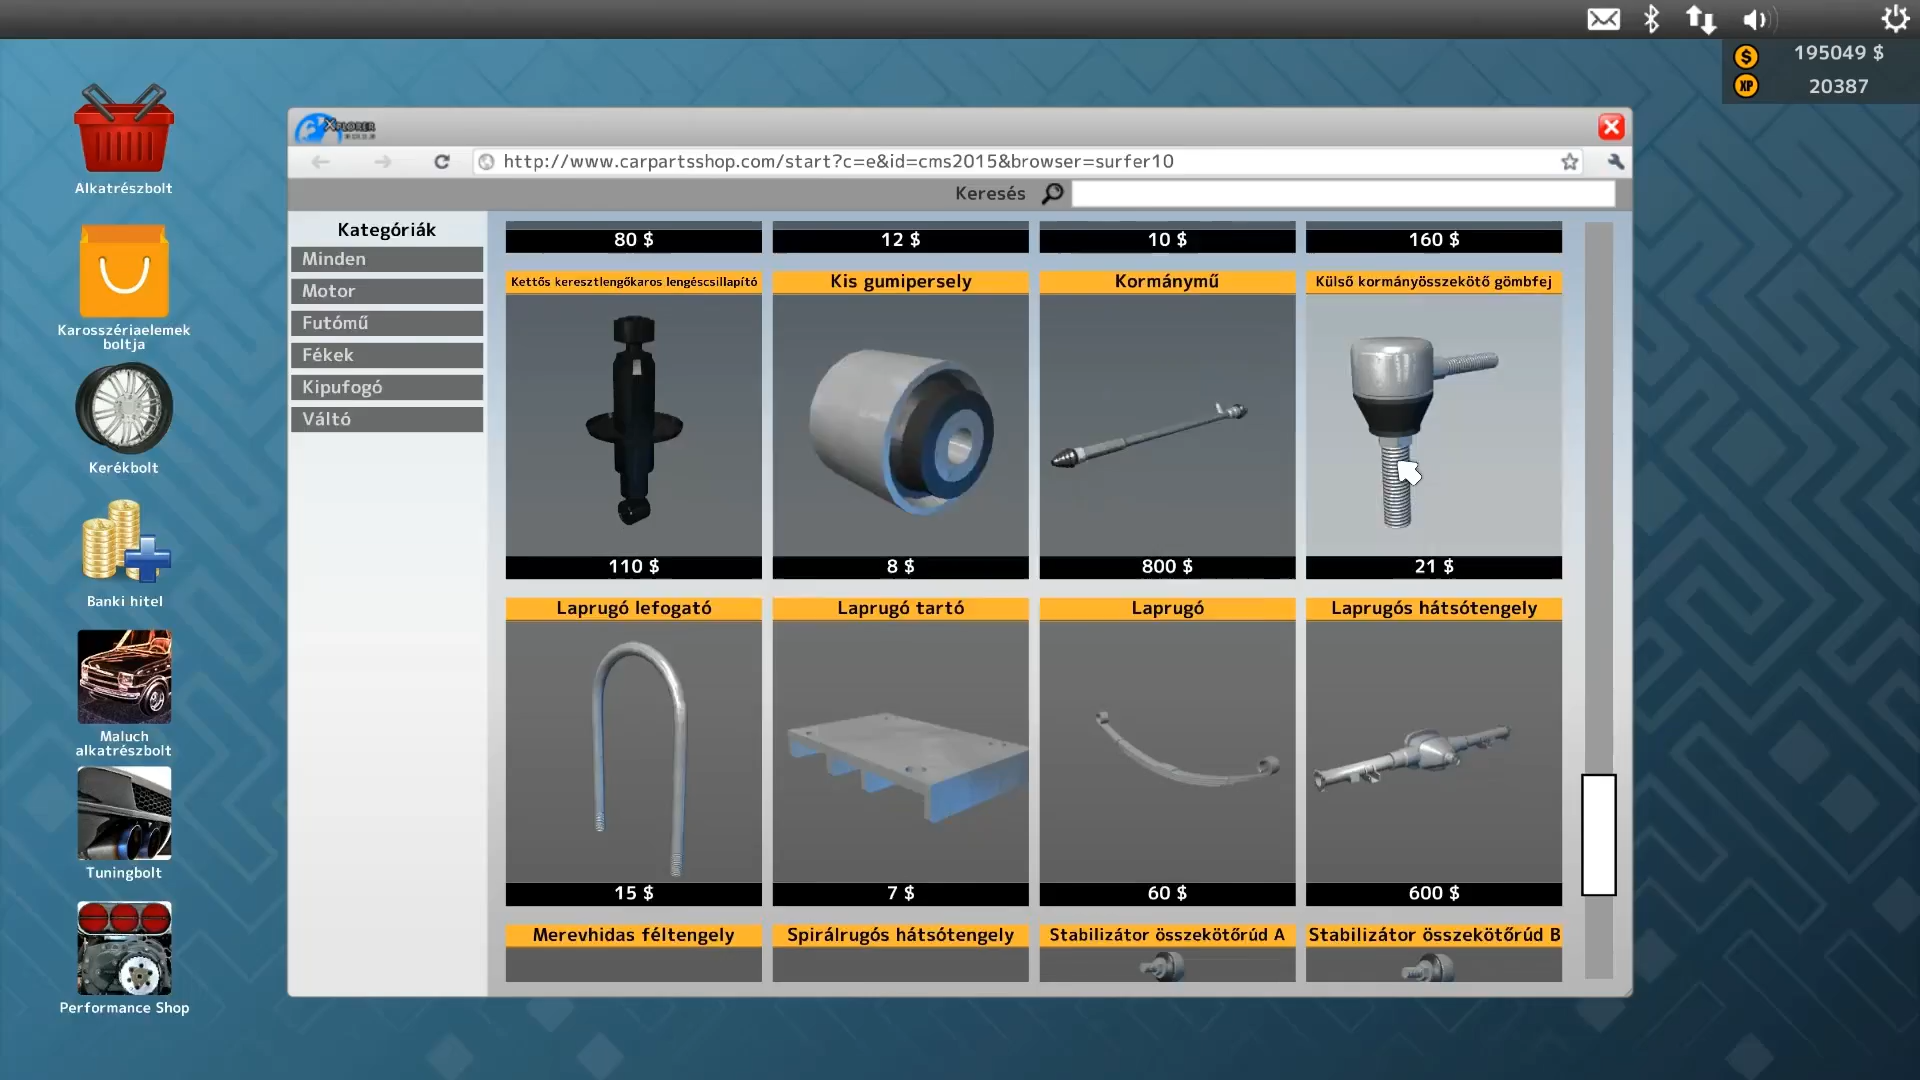 195049 $
XP
20387
XPLORER
http://www.carpartsshop.com/start?c=e&id=cms2015&browser=surfer10
Keresés
Alkatrészbolt
Karosszériaelemek
boltja
Kerékbolt
Banki hitel
Maluch
alkatrészbolt
Tuningbolt
Performance Shop
Kategóriák
Minden
Motor
Futómű
Fékek
Kipufogó
Váltó
80 $
12 $
10 $
160 $
Kettős keresztlengőkaros lengéscsillapító
Kis gumipersely
Kormánymű
Külső kormányösszekötő gömbfej
110 $
8 $
800 $
21 $
Laprugó lefogató
Laprugó tartó
Laprugó
Laprugós hátsótengely
15 $
7 $
60 $
600 $
Merevhidas féltengely
Spirálrugós hátsótengely
Stabilizátor összekötőrúd A
Stabilizátor összekötőrúd B